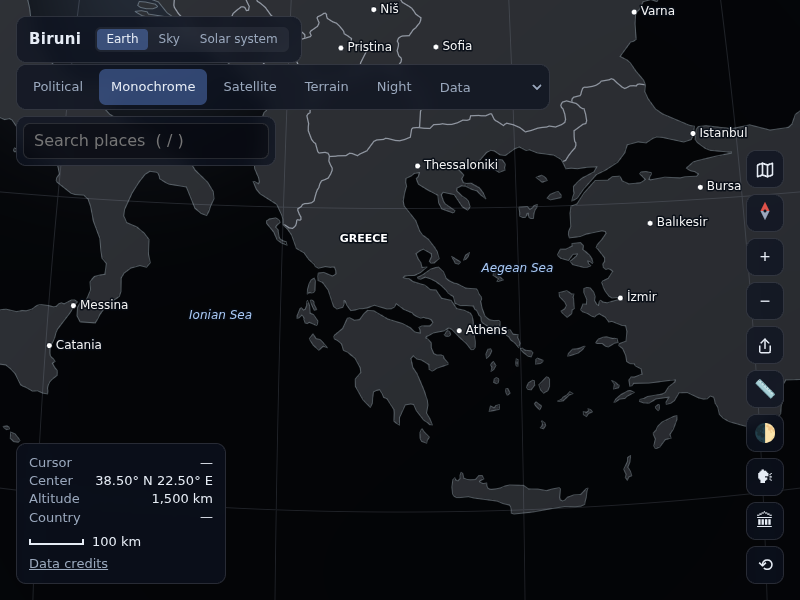 Niš
Varna
Biruni
Earth
Sky
Solar system
Pristina
Sofia
Political
Monochrome
Satellite
Terrain
Night
Data
Search places ( / )
Istanbul
Thessaloniki
Bursa
Balıkesir
GREECE
Aegean Sea
İzmir
Messina
Ionian Sea
Athens
Catania
Cursor —
Center 38.50° N 22.50° E
Altitude 1,500 km
Country —
100 km
Data credits